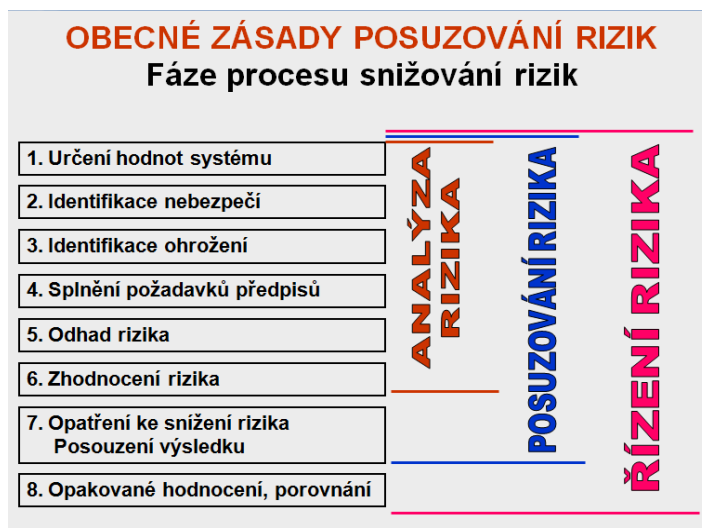 OBECNÉ ZÁSADY POSUZOVÁNÍ RIZIK
Fáze procesu snižování rizik
1. Určení hodnot systému
2. Identifikace nebezpečí
3. Identifikace ohrožení
4. Splnění požadavků předpisů
5. Odhad rizika
6. Zhodnocení rizika
7. Opatření ke snížení rizika
Posouzení výsledku
8. Opakované hodnocení, porovnání
ANALÝZA
RIZIKA
POSUZOVÁNÍ RIZIKA
ŘÍZENÍ RIZIKA